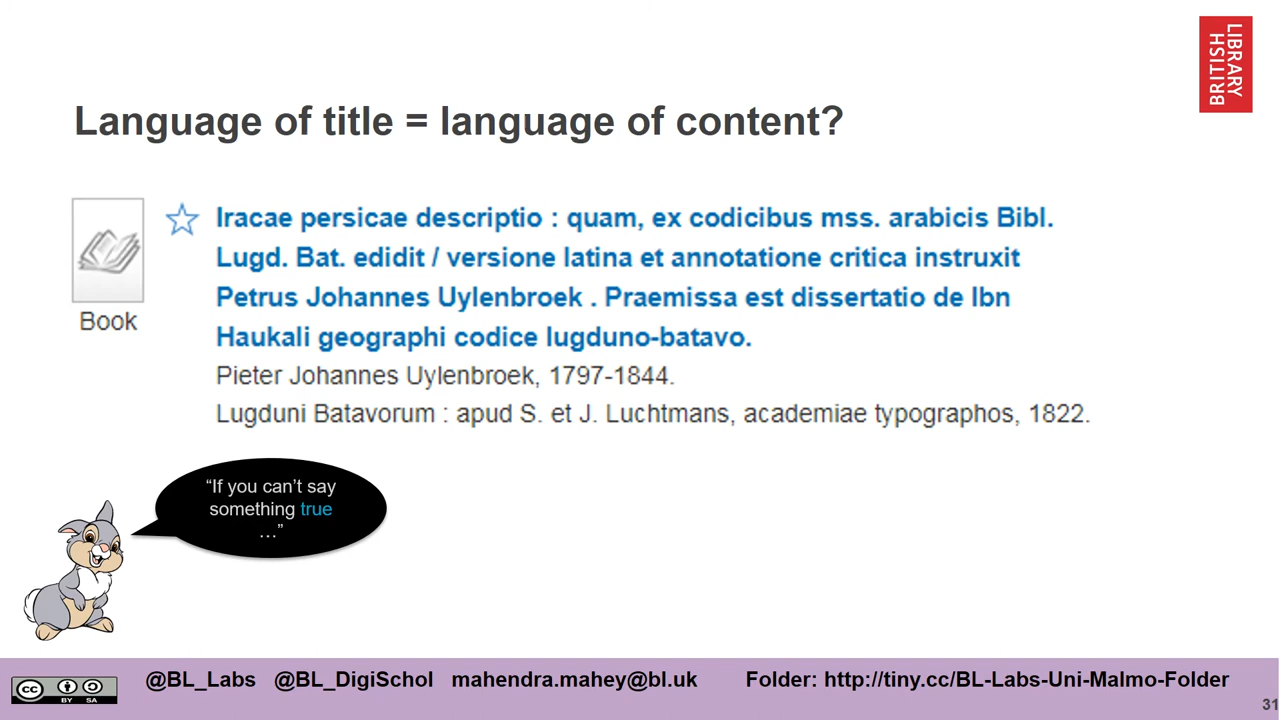 LIBRARY
BRITISH
Language of title = language of content?
Iracae persicae descriptio : quam, ex codicibus mss. arabicis Bibl.
Lugd. Bat. edidit / versione latina et annotatione critica instruxit
Petrus Johannes Uylenbroek . Praemissa est dissertatio de Ibn
Haukali geographi codice lugduno-batavo.
Book
Pieter Johannes Uylenbroek, 1797-1844.
Lugduni Batavorum : apud S. et J. Luchtmans, academiae typographos, 1822.
“If you can’t say
something true
…”
cc
BY SA
@BL_Labs @BL_DigiSchol mahendra.mahey@bl.uk Folder: http://tiny.cc/BL-Labs-Uni-Malmo-Folder
31